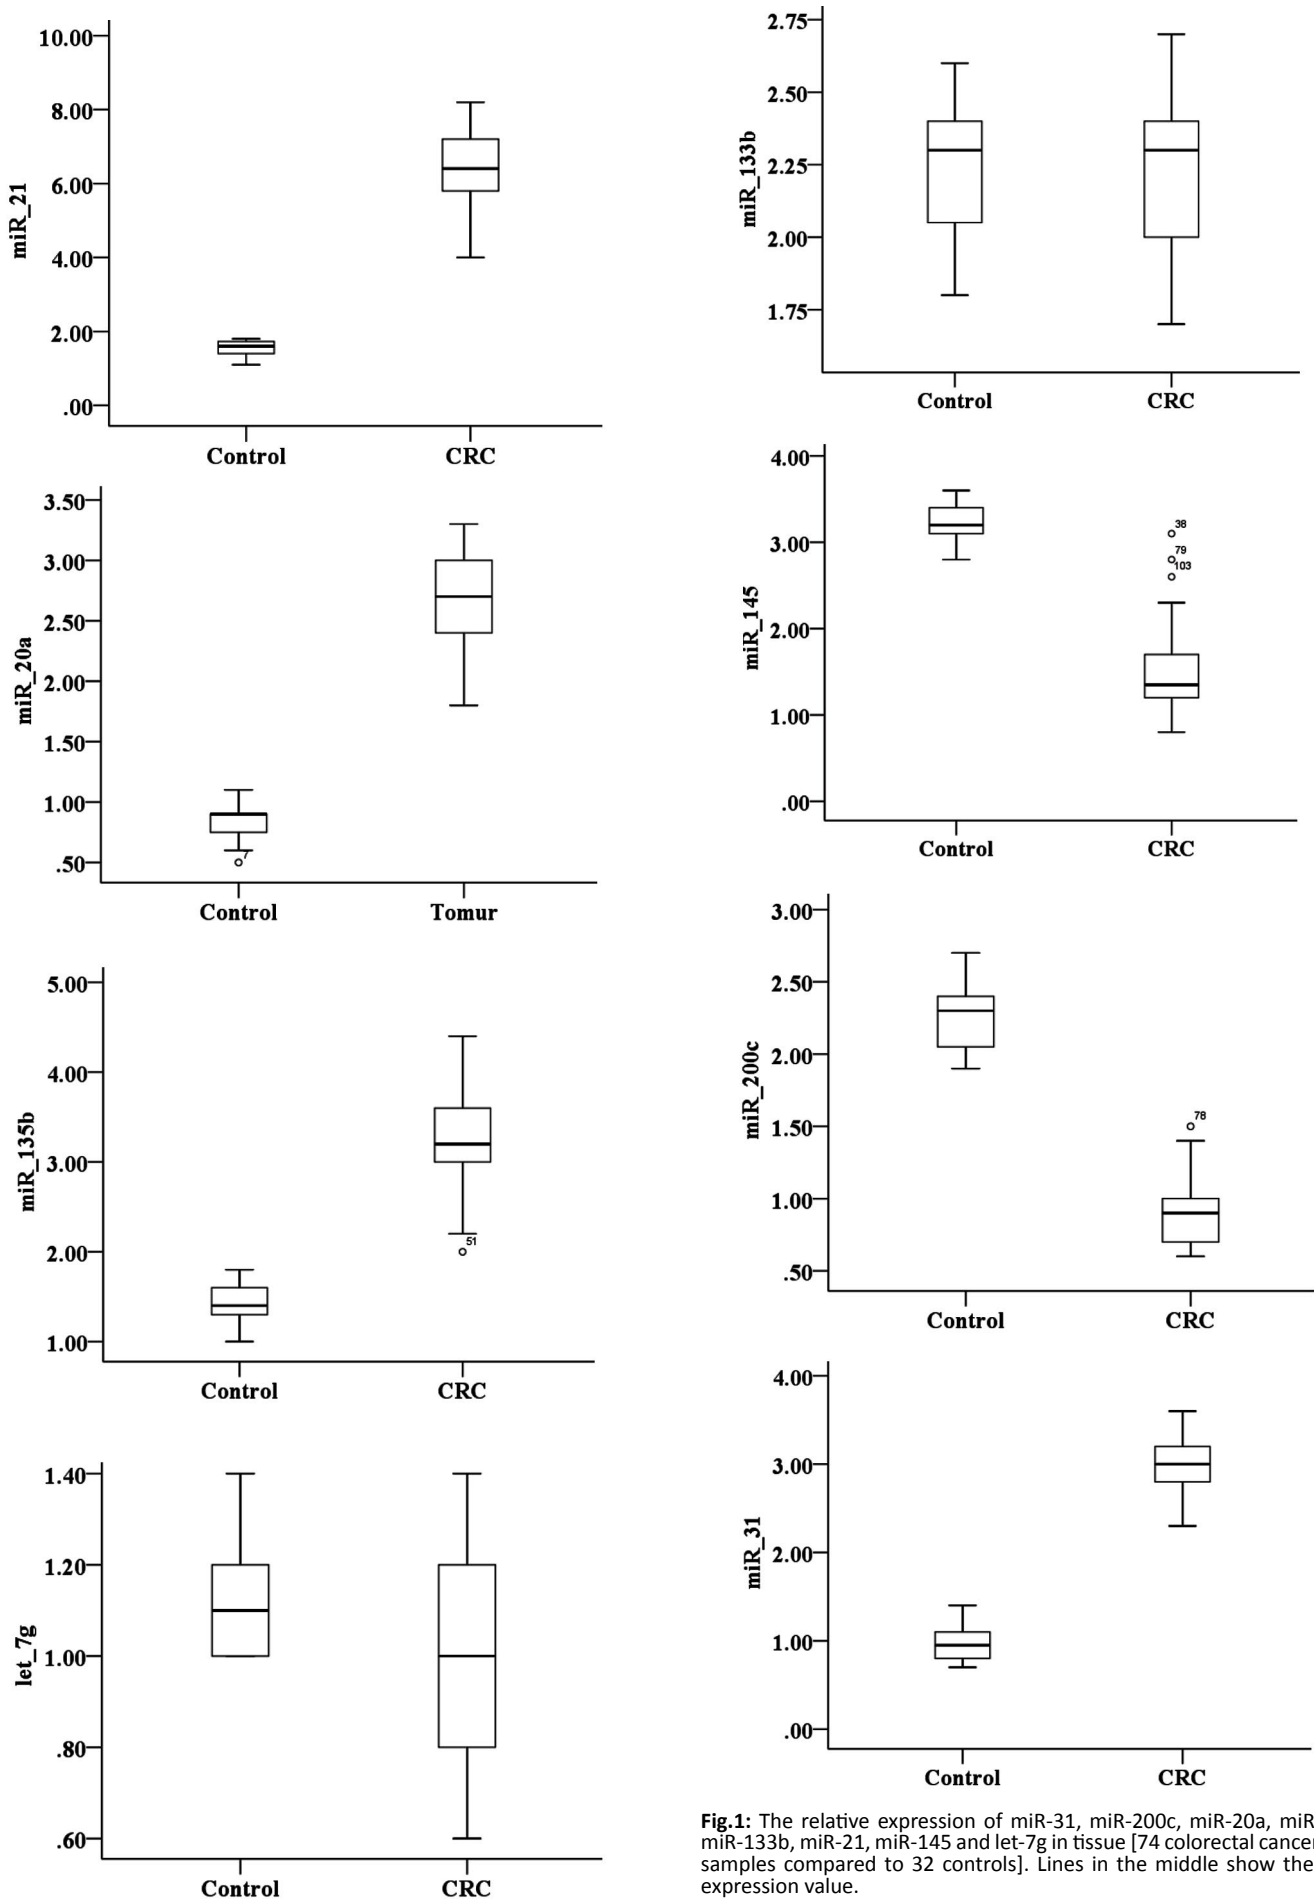 10.00
8.00
6.00
4.00
2.00
.00
miR_21
Control CRC
3.50
3.00
2.50
2.00
1.50
1.00
.50
miR_20a
7
Control Tomur
5.00
4.00
3.00
2.00
1.00
miR_135b
51
Control CRC
1.40
1.20
1.00
.80
.60
let_7g
Control CRC
2.75
2.50
2.25
2.00
1.75
miR_133b
Control CRC
4.00
3.00
2.00
1.00
.00
miR_145
38
79
103
Control CRC
3.00
2.50
2.00
1.50
1.00
.50
miR_200c
78
Control CRC
4.00
3.00
2.00
1.00
.00
miR_31
Control CRC
Fig.1: The relative expression of miR-31, miR-200c, miR-20a, miR
miR-133b, miR-21, miR-145 and let-7g in tissue [74 colorectal cancer
samples compared to 32 controls]. Lines in the middle show the
expression value.